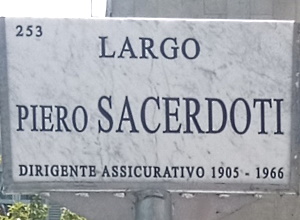 253
LARGO
PIERO SACERDOTI
DIRIGENTE ASSICURATIVO 1905 - 1966